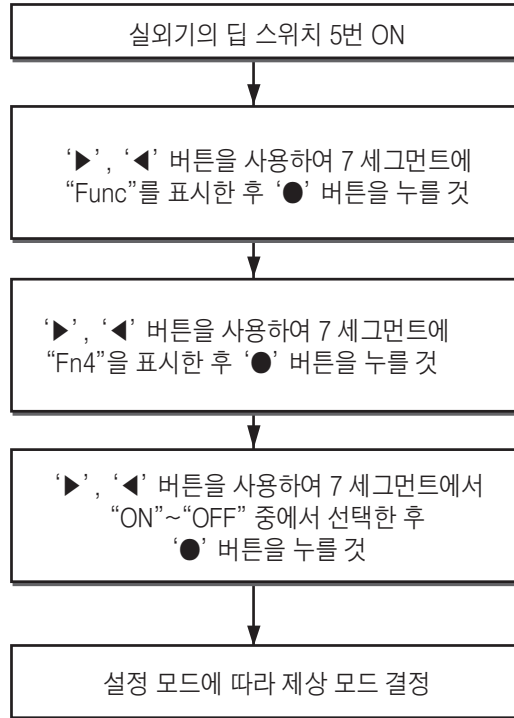 실외기의 딥 스위치 5번 ON
‘▶’, ‘◀’ 버튼을 사용하여 7 세그먼트에
“Func”를 표시한 후 ‘●’ 버튼을 누를 것
‘▶’, ‘◀’ 버튼을 사용하여 7 세그먼트에
“Fn4”을 표시한 후 ‘●’ 버튼을 누를 것
‘▶’, ‘◀’ 버튼을 사용하여 7 세그먼트에서
“ON”~“OFF” 중에서 선택한 후
‘●’ 버튼을 누를 것
설정 모드에 따라 제상 모드 결정